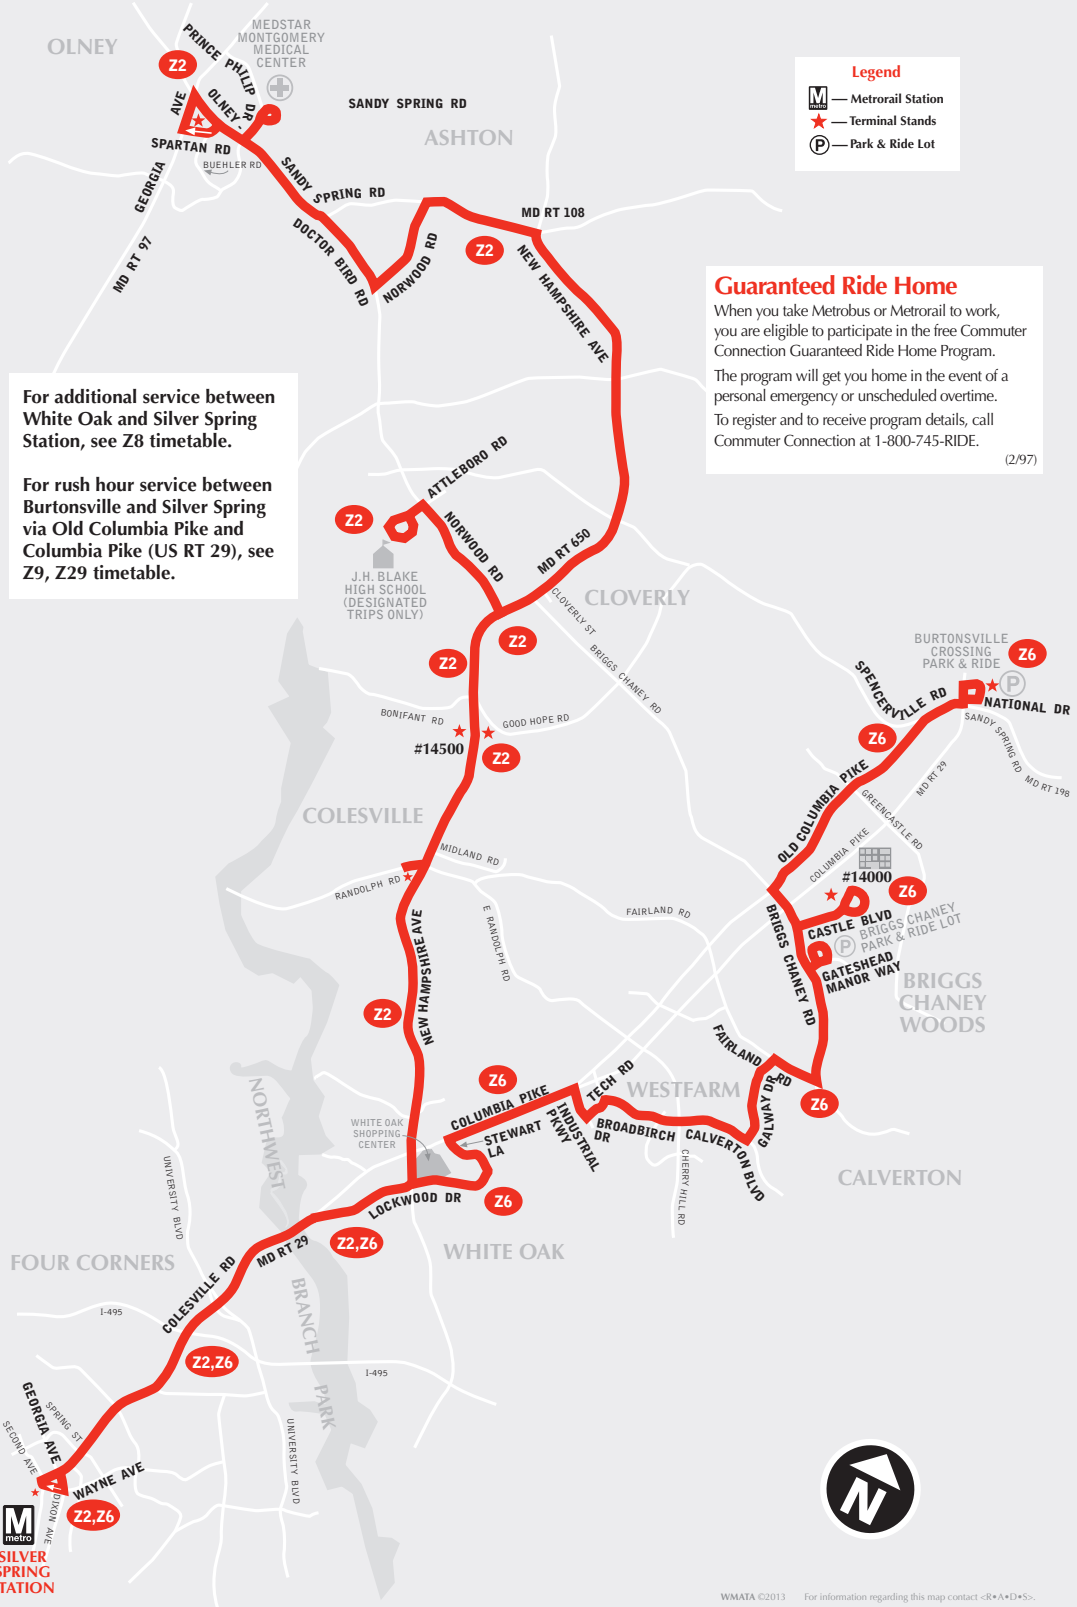 OLNEY
PRINCE PHILIP DR
MEDSTAR
MONTGOMERY
MEDICAL
CENTER
Z2
AVE
OLNEY-
SANDY SPRING RD
ASHTON
SPARTAN RD
BUEHLER RD
GEORGIA
MD RT 97
SANDY
SPRING RD
DOCTOR BIRD RD
NORWOOD RD
MD RT 108
Z2
NEW HAMPSHIRE AVE
Legend
M
metro
— Metrorail Station
— Terminal Stands
P — Park & Ride Lot
Guaranteed Ride Home
When you take Metrobus or Metrorail to work,
you are eligible to participate in the free Commuter
Connection Guaranteed Ride Home Program.
The program will get you home in the event of a
personal emergency or unscheduled overtime.
To register and to receive program details, call
Commuter Connection at 1-800-745-RIDE.
(2/97)
For additional service between
White Oak and Silver Spring
Station, see Z8 timetable.
For rush hour service between
Burtonsville and Silver Spring
via Old Columbia Pike and
Columbia Pike (US RT 29), see
Z9, Z29 timetable.
ATTLEBORO RD
Z2
NORWOOD RD
MD RT 650
J.H. BLAKE
HIGH SCHOOL
(DESIGNATED
TRIPS ONLY)
CLOVERLY
CLOVERLY ST
BRIGGS CHANEY RD
Z2
Z2
BONIFANT RD
GOOD HOPE RD
#14500
Z2
BURTONSVILLE
CROSSING
PARK & RIDE
Z6
P
SPENCERVILLE RD
NATIONAL DR
SANDY SPRING RD
MD RT 198
Z6
MD RT 29
OLD COLUMBIA PIKE
GREENCASTLE RD
COLUMBIA PIKE
COLESVILLE
MIDLAND RD
RANDOLPH RD
E RANDOLPH RD
FAIRLAND RD
#14000
Z6
CASTLE BLVD
P
BRIGGS CHANEY
PARK & RIDE LOT
GATESHEAD
MANOR WAY
BRIGGS CHANEY RD
BRIGGS
CHANEY
WOODS
NEW HAMPSHIRE AVE
Z2
FAIRLAND RD
Z6
COLUMBIA PIKE
TECH RD
WESTFARM
GALWAY DR
Z6
WHITE OAK
SHOPPING
CENTER
STEWART
LA
INDUSTRIAL
PKWY
BROADBIRCH
DR
CALVERTON BLVD
CHERRY HILL RD
CALVERTON
NORTHWEST
BRANCH
PARK
UNIVERSITY BLVD
LOCKWOOD DR
Z6
MD RT 29
Z2,Z6
WHITE OAK
FOUR CORNERS
COLESVILLE RD
I-495
Z2,Z6
I-495
GEORGIA AVE
SPRING ST
SECOND AVE
UNIVERSITY BLVD
WAYNE AVE
DIXON AVE
Z2,Z6
M
metro
SILVER
SPRING
STATION
N
WMATA ©2013 For information regarding this map contact <R•A•D•S>.